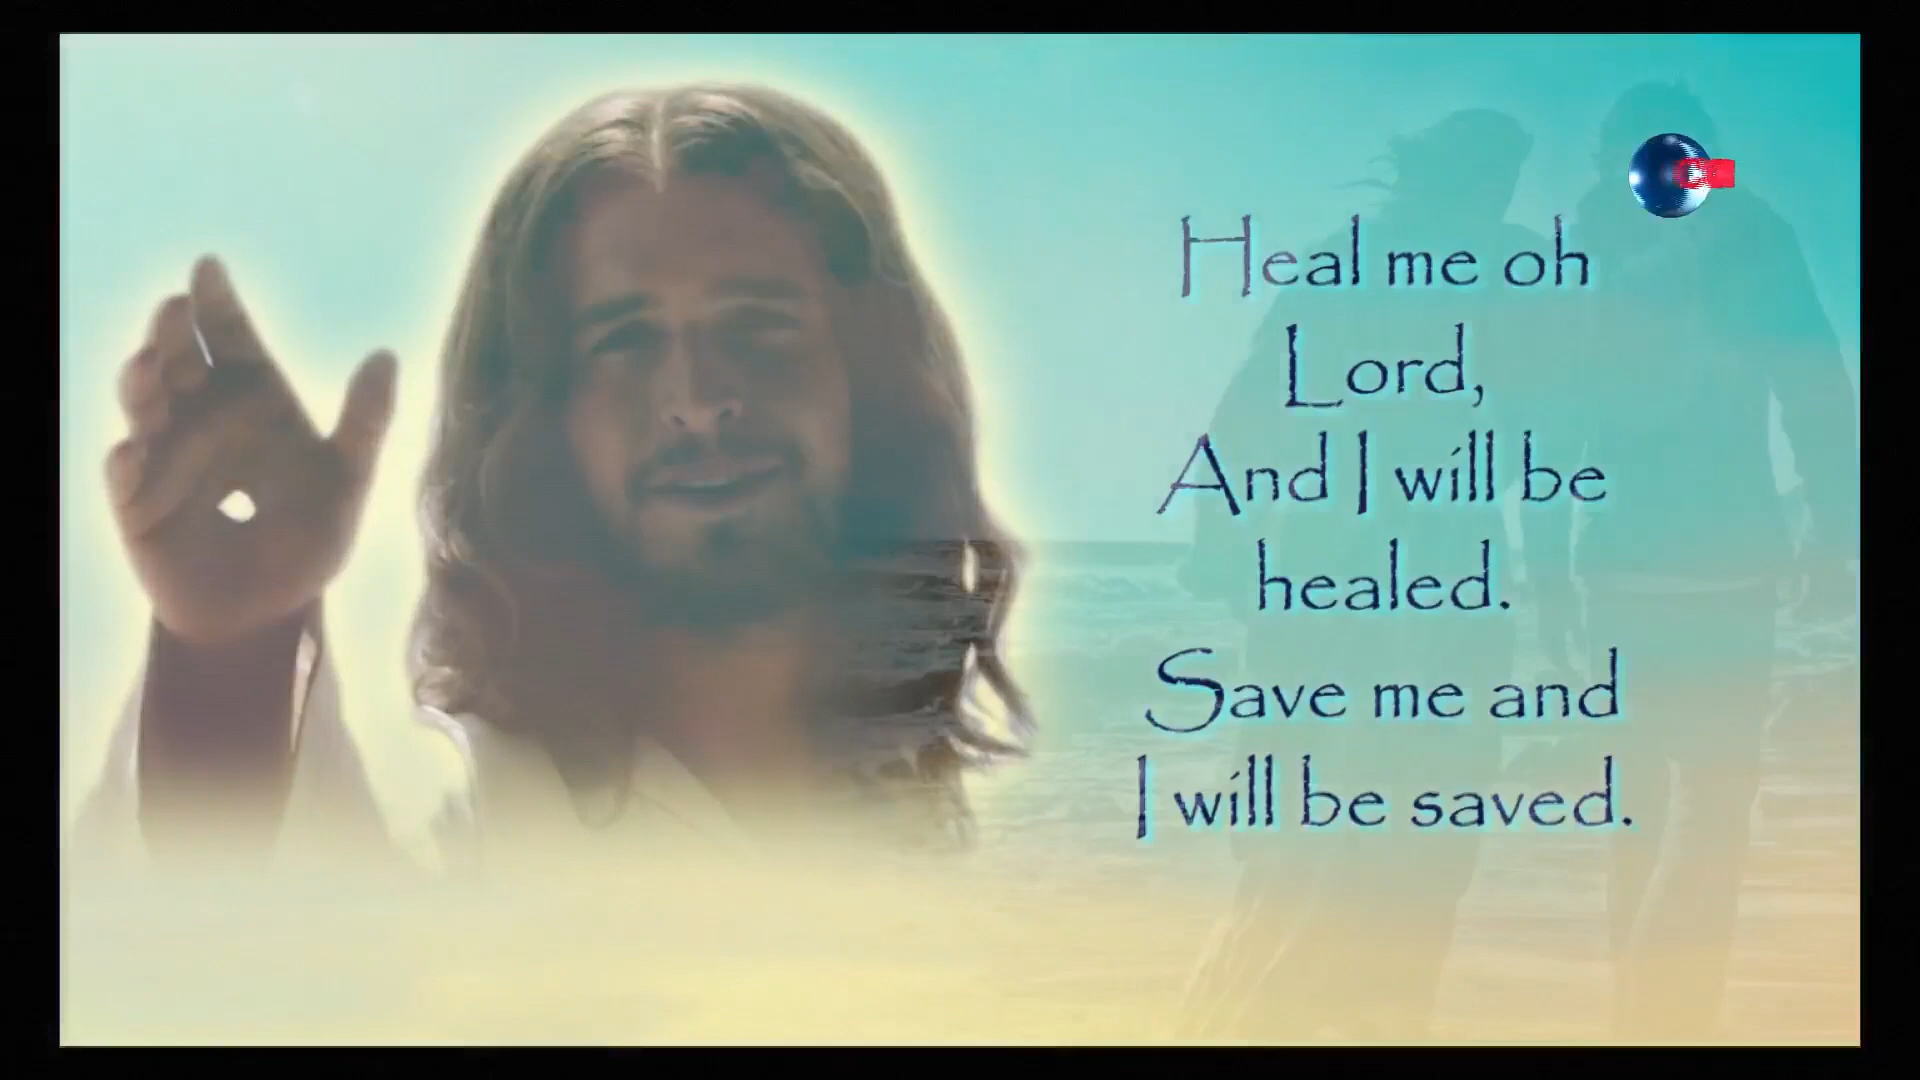 Heal me oh
Lord,
And I will be
healed.
Save me and
I will be saved.